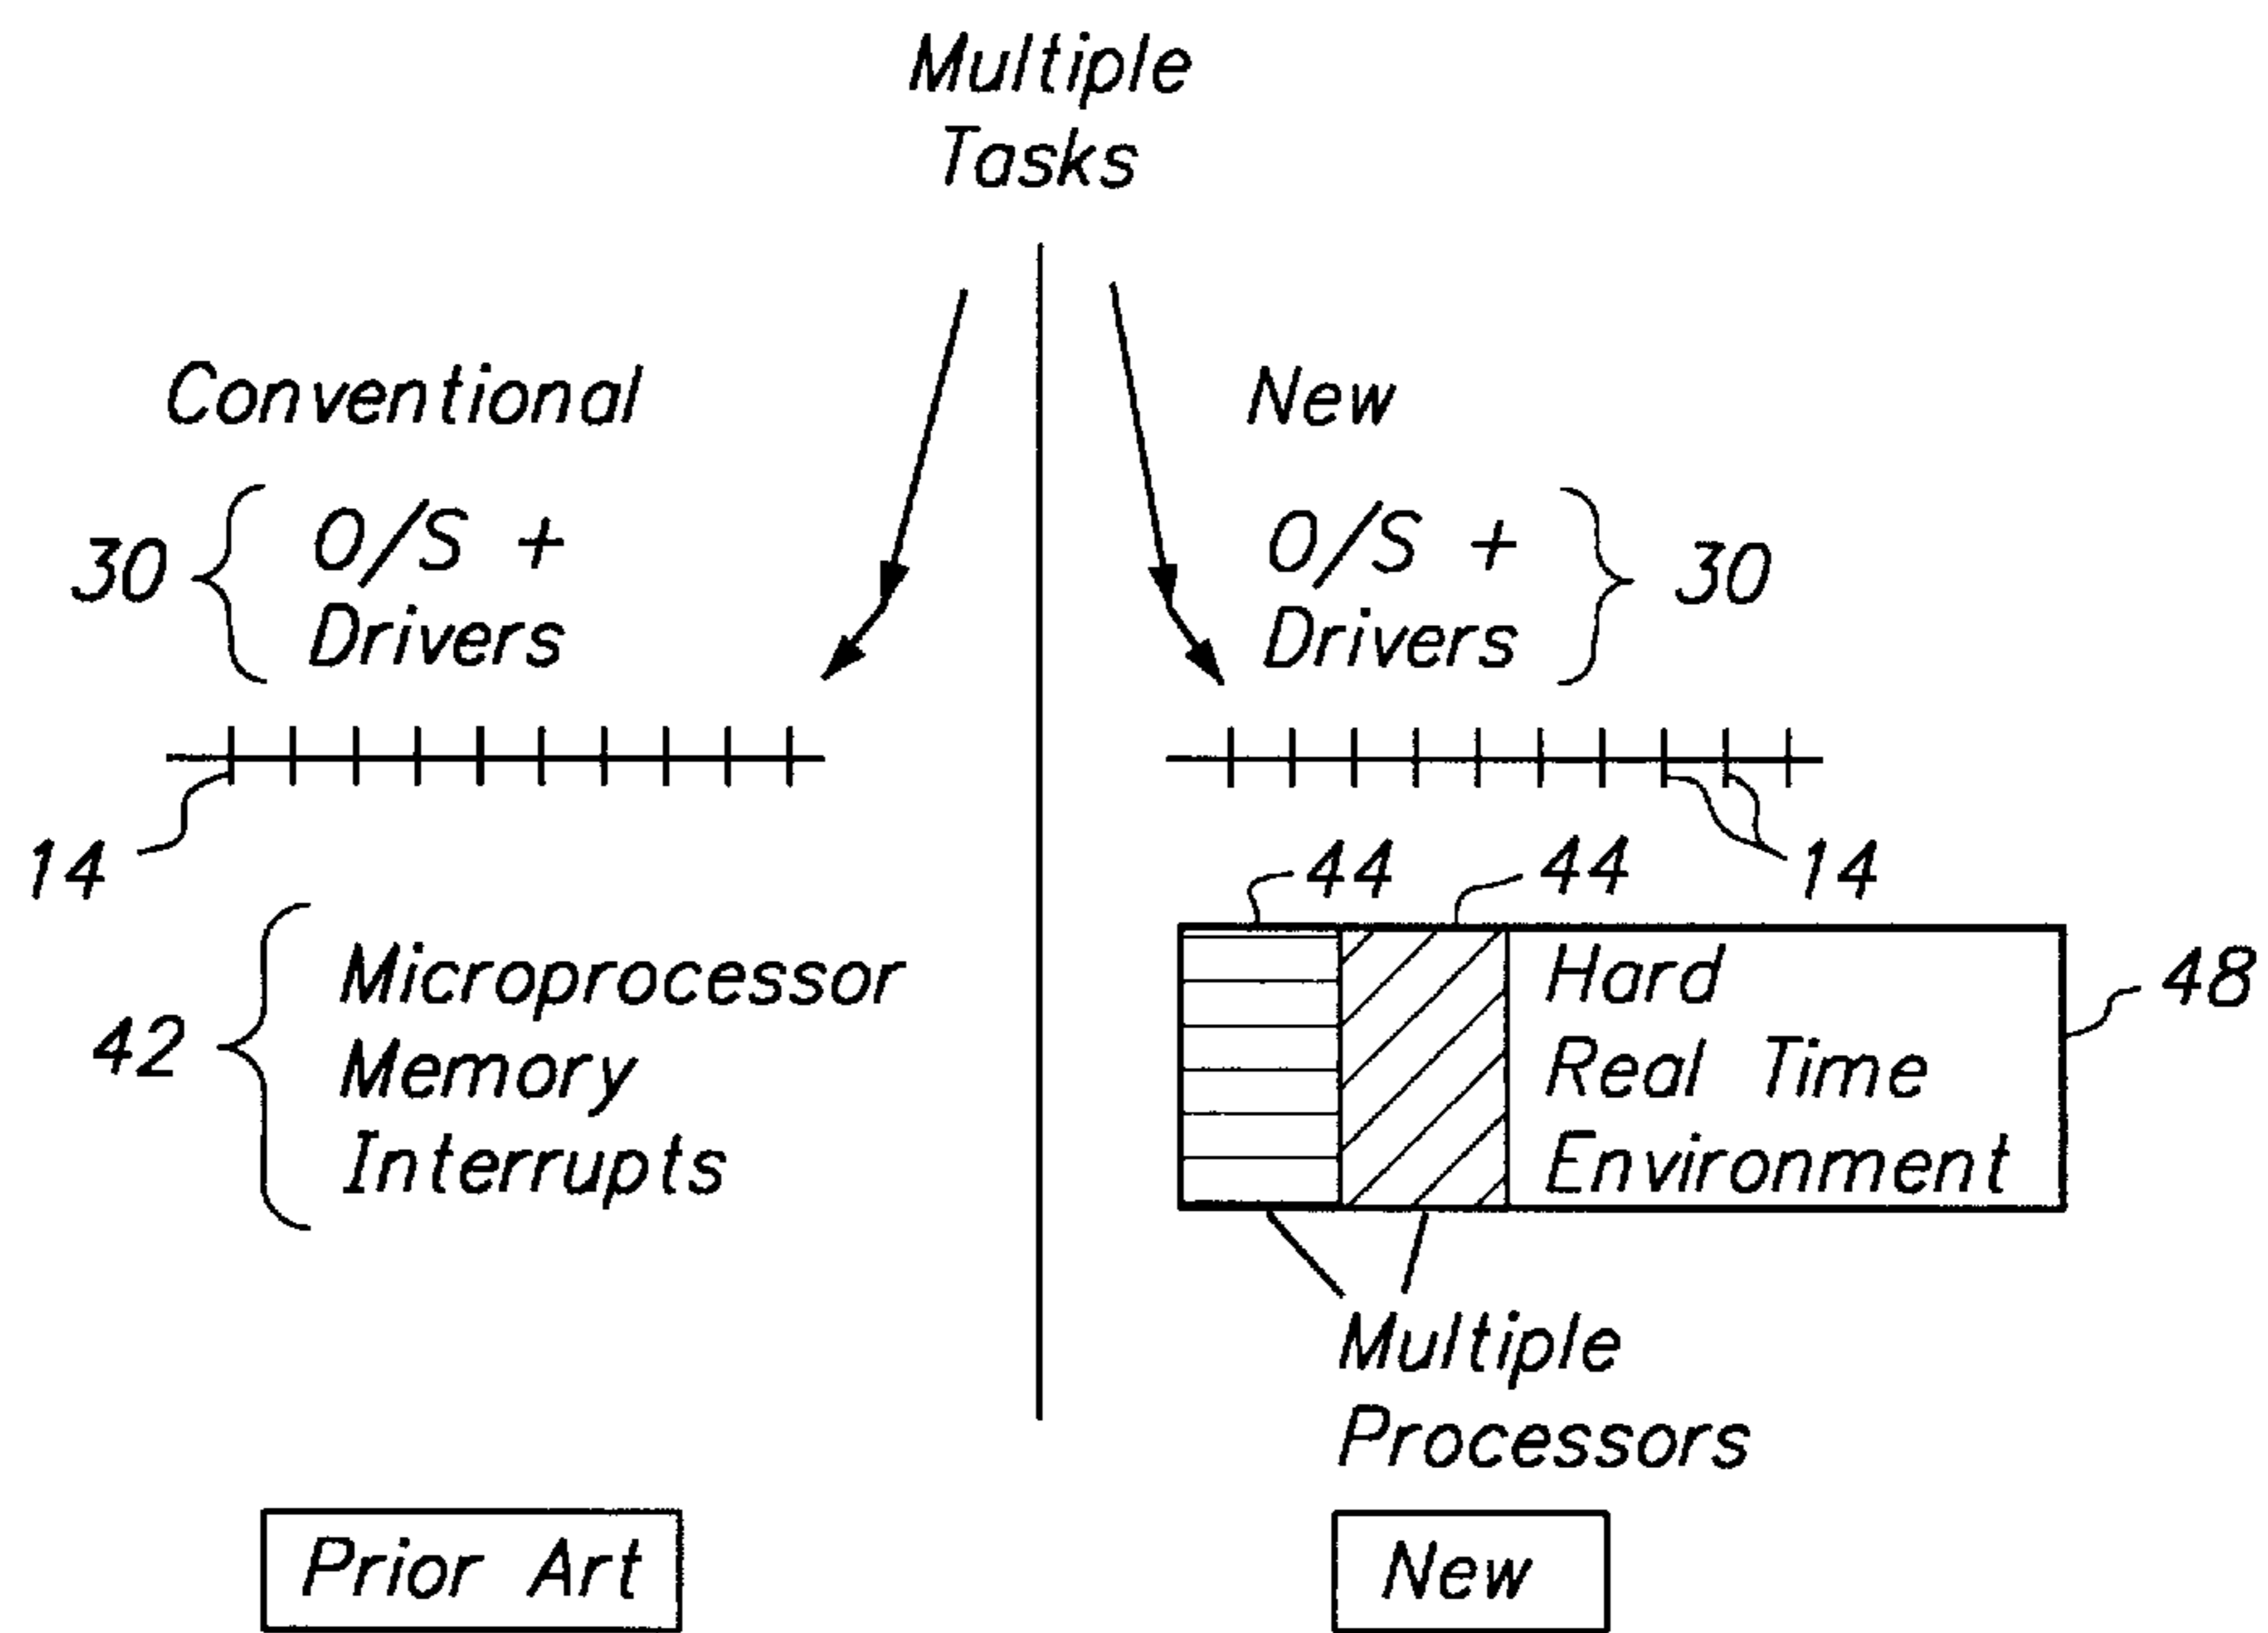 Multiple
Tasks
Conventional
30
O/S +
Drivers
14
42
Microprocessor
Memory
Interrupts
Prior Art
New
O/S +
Drivers
30
14
44
44
48
Hard
Real Time
Environment
Multiple
Processors
New